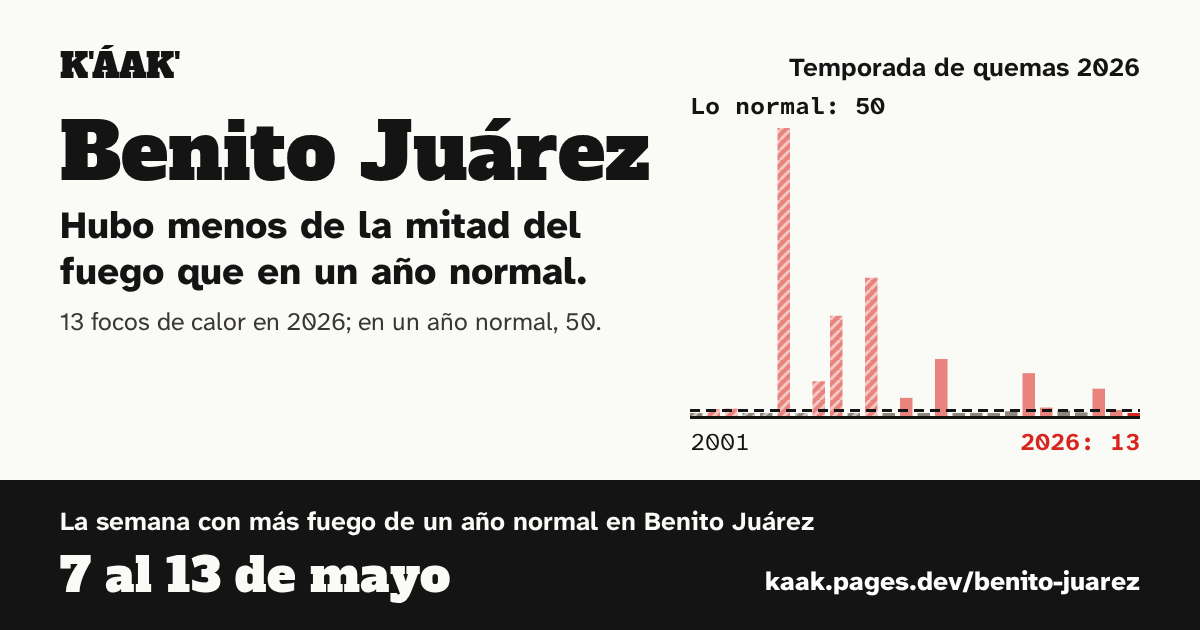 K'ÁAK'
Benito Juárez
Hubo menos de la mitad del
fuego que en un año normal.
13 focos de calor en 2026; en un año normal, 50.
Temporada de quemas 2026
Lo normal: 50
2001
2026: 13
La semana con más fuego de un año normal en Benito Juárez
7 al 13 de mayo
kaak.pages.dev/benito-juarez